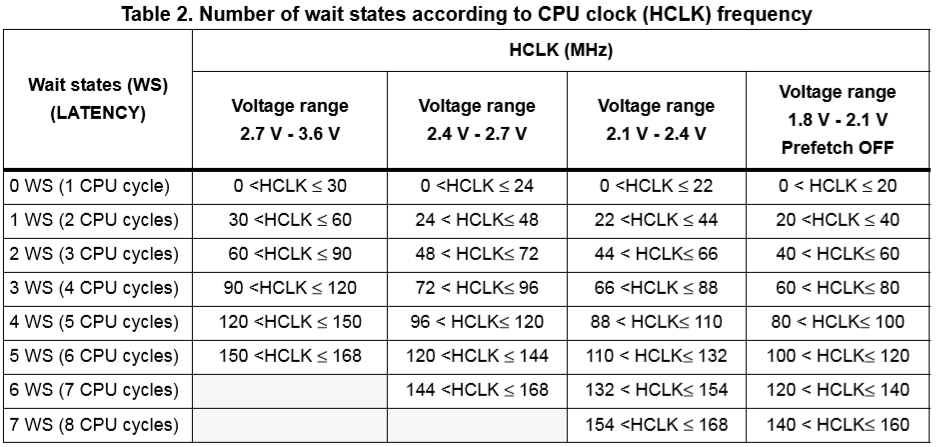 Table 2. Number of wait states according to CPU clock (HCLK) frequency
Wait states (WS)
(LATENCY)
HCLK (MHz)
Voltage range
2.7 V - 3.6 V
Voltage range
2.4 V - 2.7 V
Voltage range
2.1 V - 2.4 V
Voltage range
1.8 V - 2.1 V
Prefetch OFF
0 WS (1 CPU cycle) 0 <HCLK ≤ 30 0 <HCLK ≤ 24 0 <HCLK ≤ 22 0 < HCLK ≤ 20
1 WS (2 CPU cycles) 30 <HCLK ≤ 60 24 < HCLK≤ 48 22 <HCLK ≤ 44 20 <HCLK ≤ 40
2 WS (3 CPU cycles) 60 <HCLK ≤ 90 48 < HCLK≤ 72 44 < HCLK≤ 66 40 < HCLK≤ 60
3 WS (4 CPU cycles) 90 <HCLK ≤ 120 72 < HCLK≤ 96 66 <HCLK ≤ 88 60 < HCLK≤ 80
4 WS (5 CPU cycles) 120 <HCLK ≤ 150 96 < HCLK≤ 120 88 < HCLK≤ 110 80 < HCLK≤ 100
5 WS (6 CPU cycles) 150 <HCLK ≤ 168 120 <HCLK ≤ 144 110 < HCLK≤ 132 100 < HCLK≤ 120
6 WS (7 CPU cycles) 144 <HCLK ≤ 168 132 < HCLK≤ 154 120 < HCLK≤ 140
7 WS (8 CPU cycles) 154 <HCLK ≤ 168 140 < HCLK≤ 160